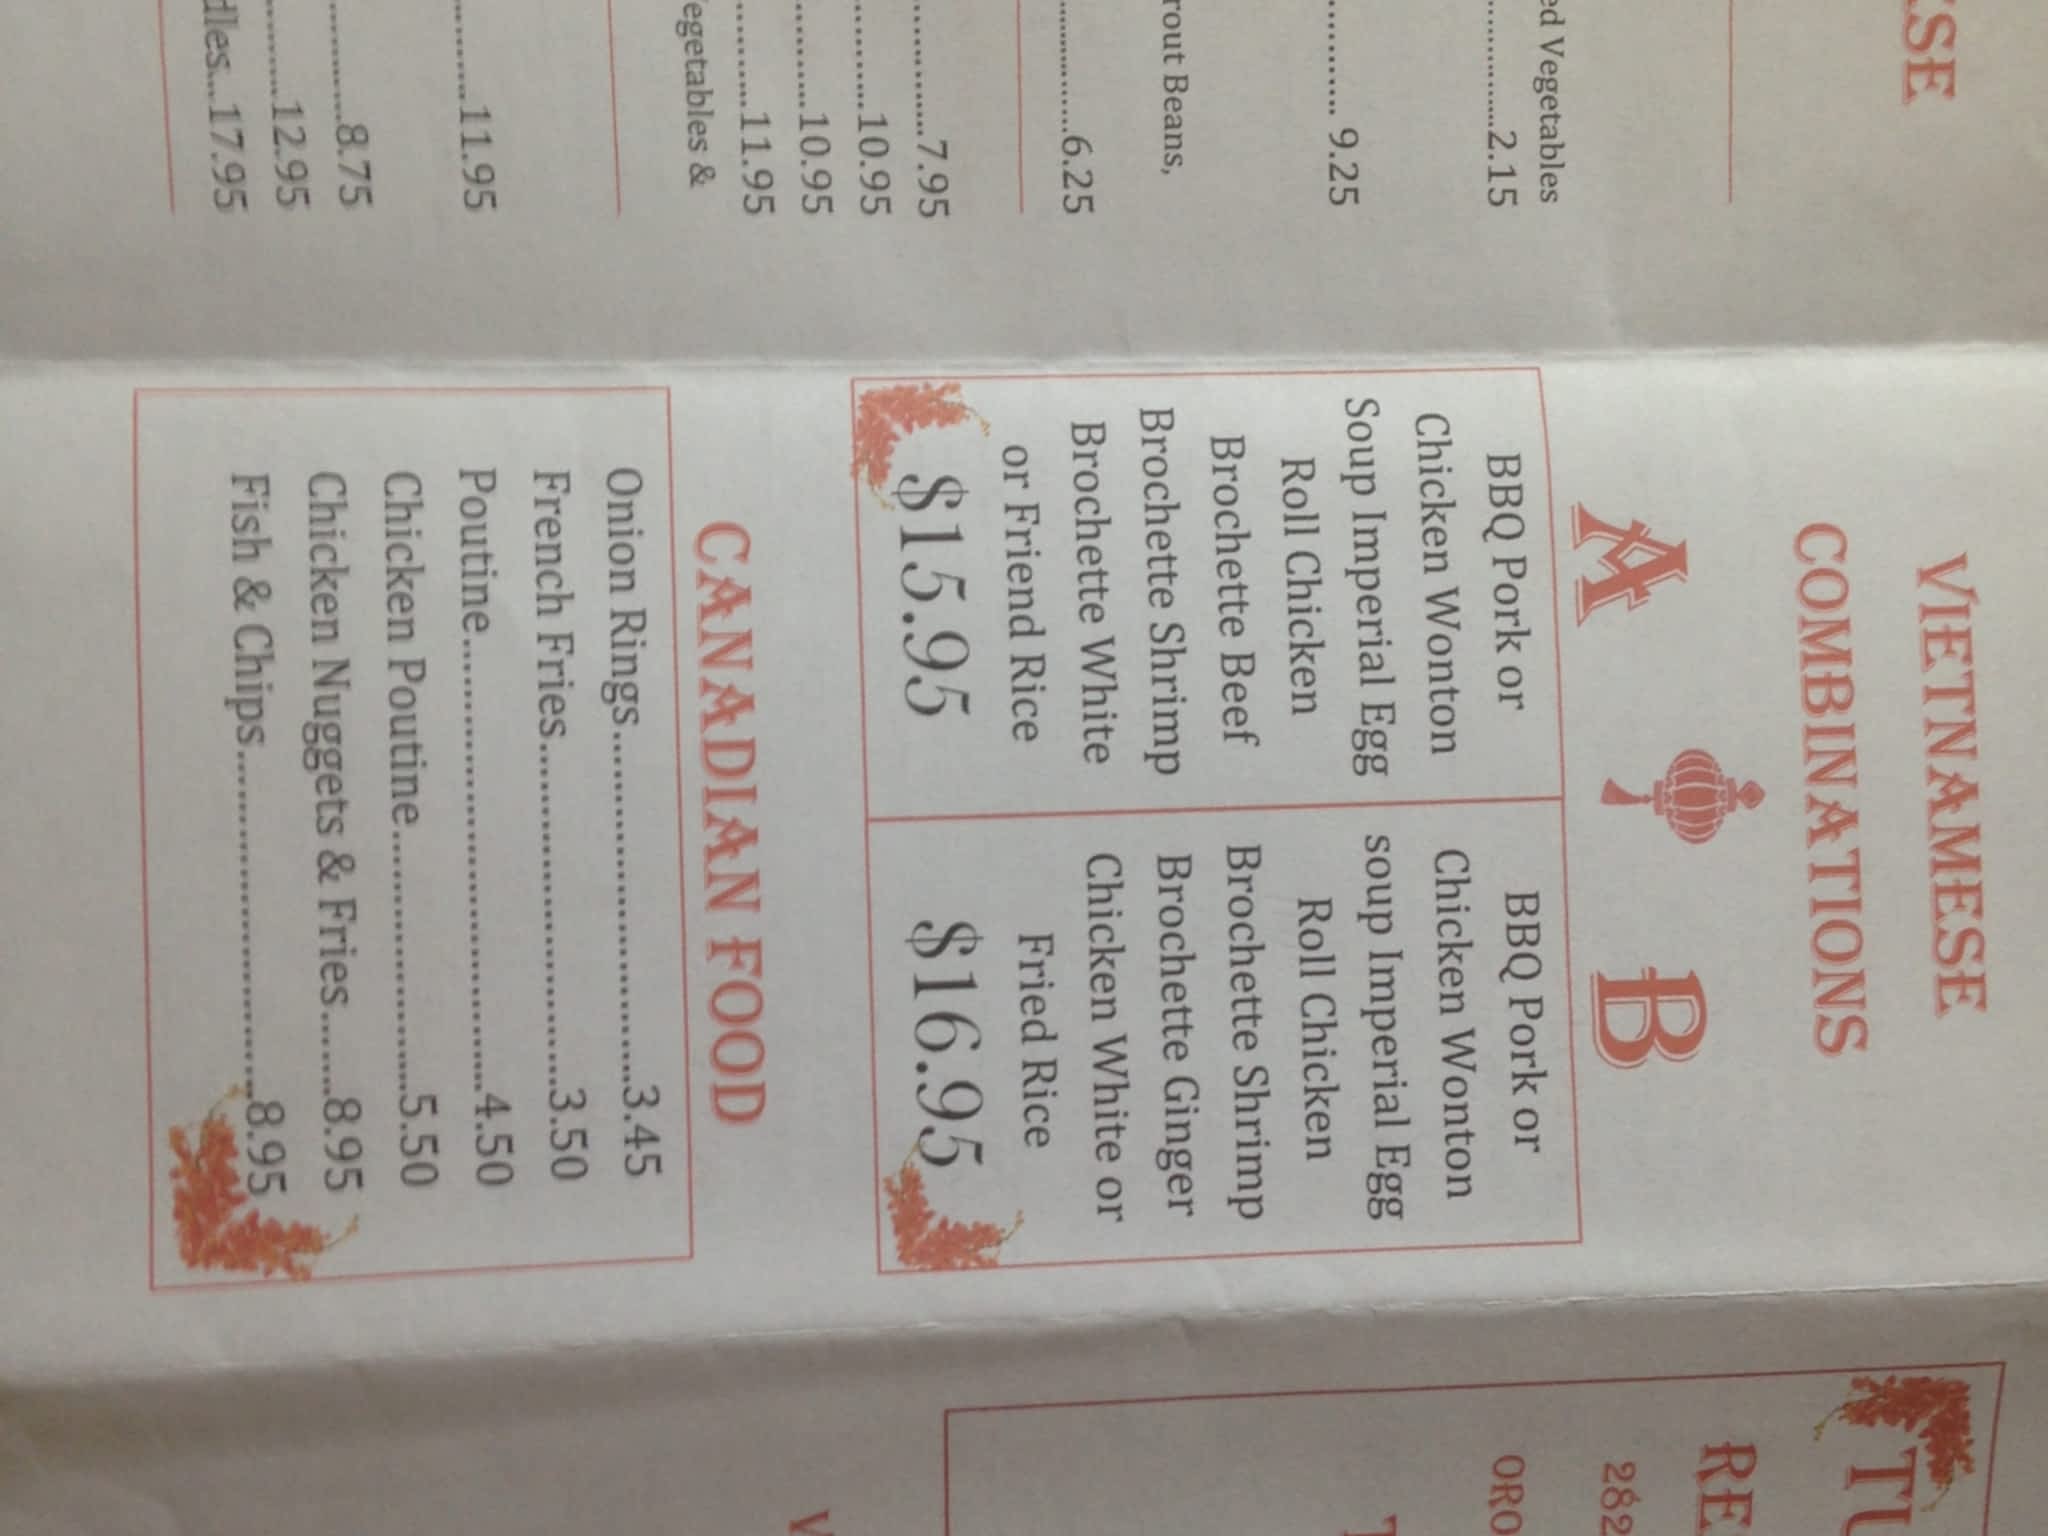 ed Vegetables
2.15
9.25
rout Beans,
6.25
7.95
10.95
10.95
11.95
egetables &
11.95
8.75
12.95
17.95
VIETNAMESE
COMBINATIONS
A B
BBQ Pork or
Chicken Wonton
Soup Imperial Egg
Roll Chicken
Brochette Beef
Brochette Shrimp
Brochette White
or Friend Rice
$15.95
BBQ Pork or
Chicken Wonton
soup Imperial Egg
Roll Chicken
Brochette Shrimp
Brochette Ginger
Chicken White or
Fried Rice
$16.95
CANADIAN FOOD
Onion Rings..............................3.45
French Fries..............................3.50
Poutine........................................4.50
Chicken Poutine.......................5.50
Chicken Nuggets & Fries.......8.95
Fish & Chips..............................8.95
TU
RE
282
ORO